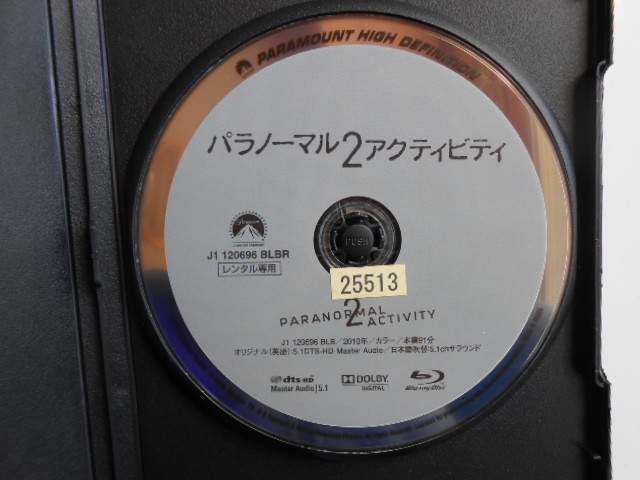 PARAMOUNT HIGH DEFINITION
パラノーマル2アクティビティ
Paramount
J1 120696 BLBR
レンタル専用
PUSH
25513
PARANORMAL 2 ACTIVITY
J1 120696 BLB/2010年/カラー/本編91分
オリジナル(英語):5.1DTS-HD Master Audio/日本語吹替:5.1chサラウンド
dts-HD
Master Audio | 5.1
DOLBY
DIGITAL
Blu-ray Disc